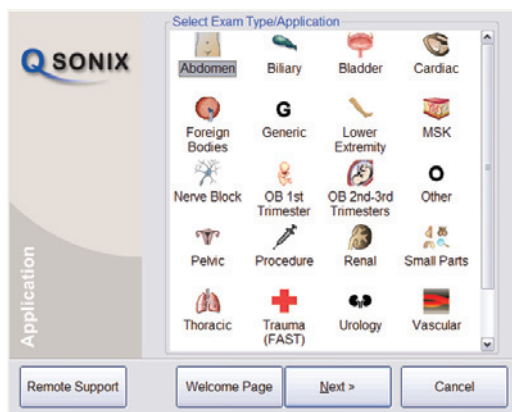 Select Exam Type/Application
Q SONIX
Abdomen Biliary Bladder Cardiac
G
Foreign Bodies Generic Lower Extremity MSK
O
Nerve Block OB 1st Trimester OB 2nd-3rd Trimesters Other
Pelvic Procedure Renal Small Parts
Thoracic Trauma (FAST) Urology Vascular
Application
Remote Support Welcome Page Next > Cancel